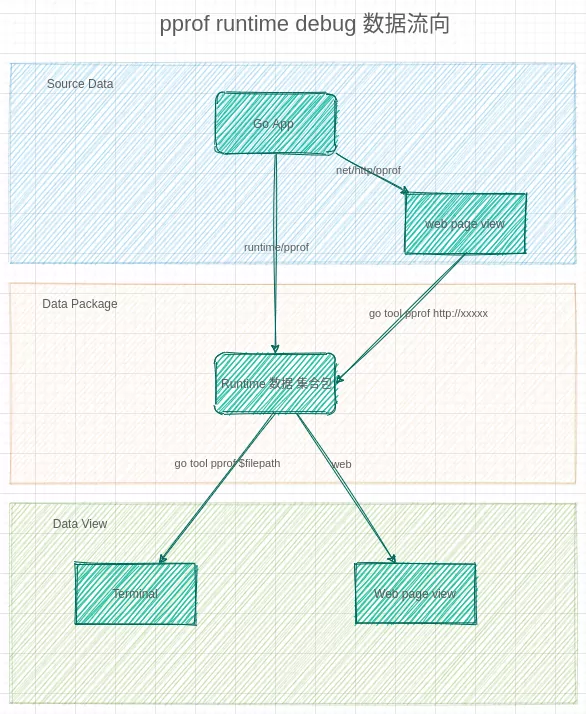 pprof runtime debug 数据流向
Source Data
Go App
net/http/pprof
web page view
runtime/pprof
Data Package
go tool pprof http://xxxxx
Runtime 数据 集合包
go tool pprof $filepath
web
Data View
Terminal
Web page view